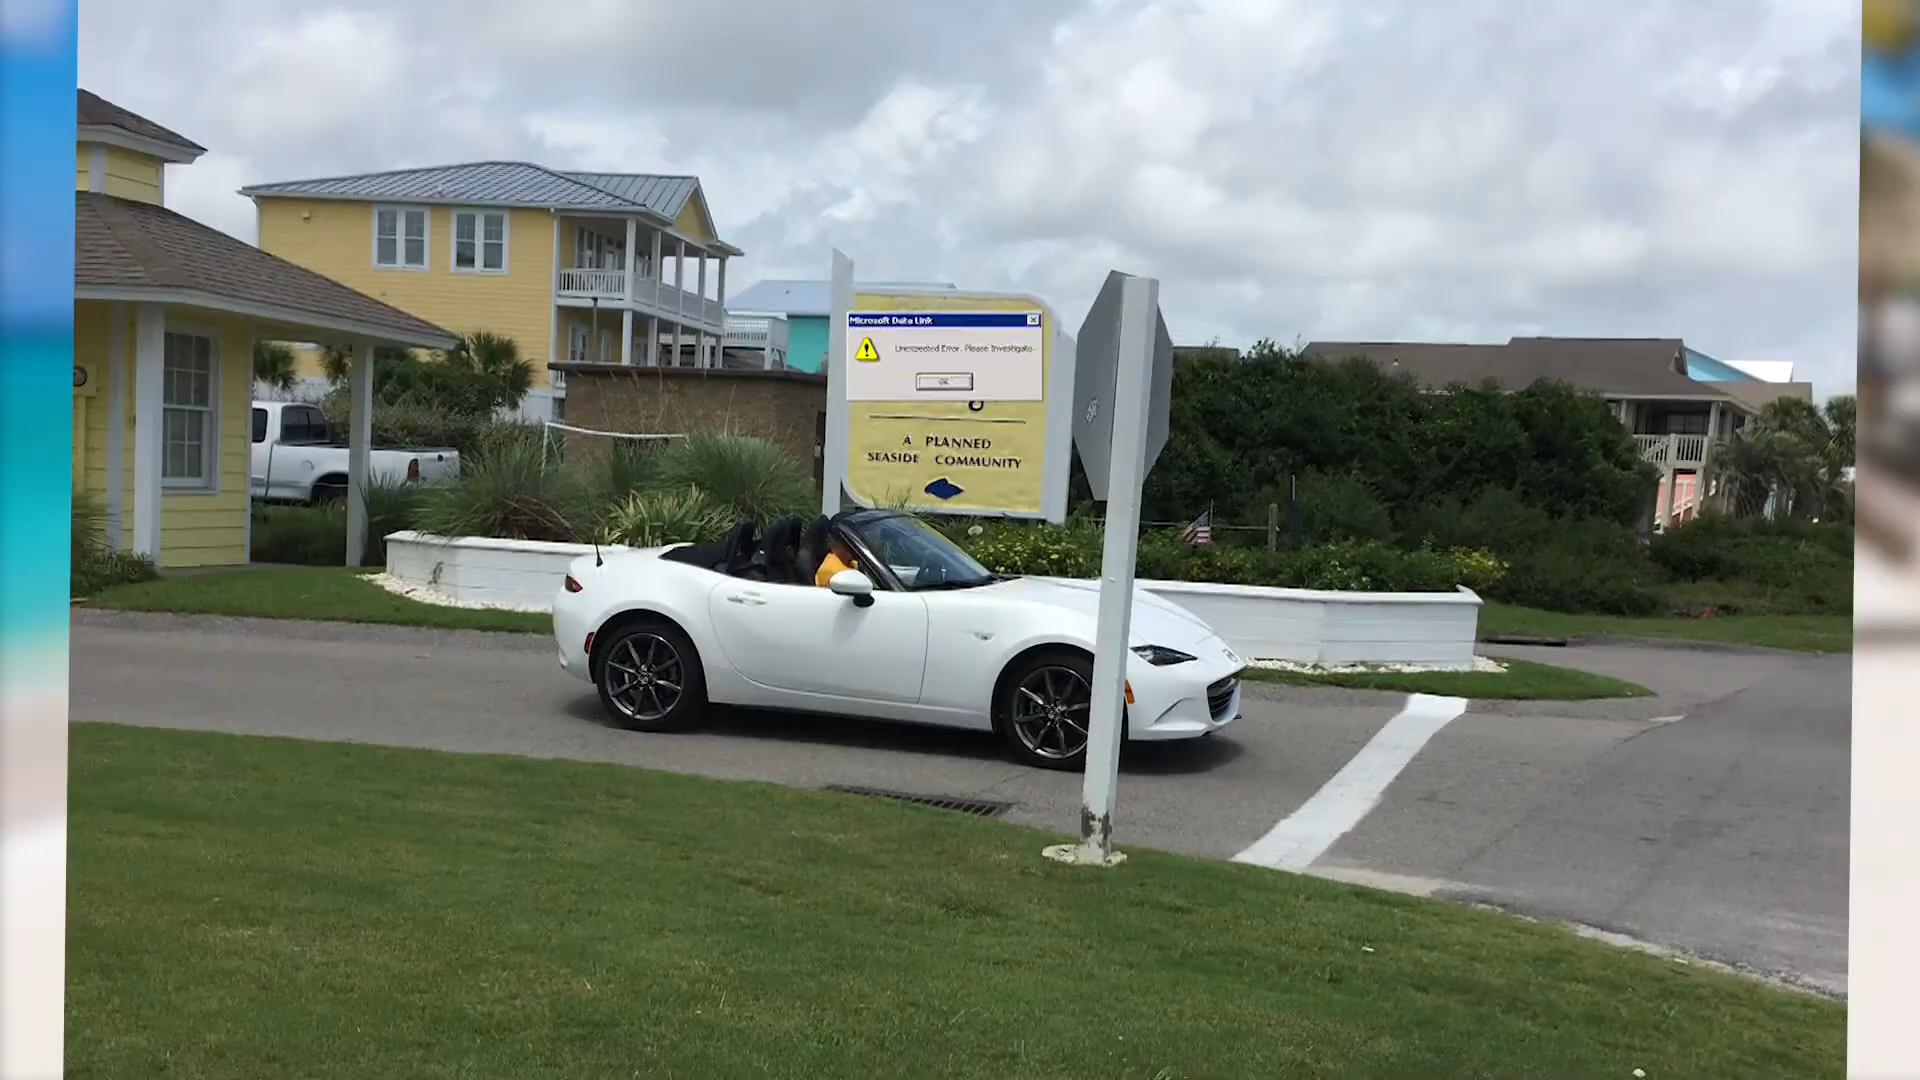 Microsoft Data Link
Unexpected Error. Please Investigate.
OK
A PLANNED
SEASIDE COMMUNITY